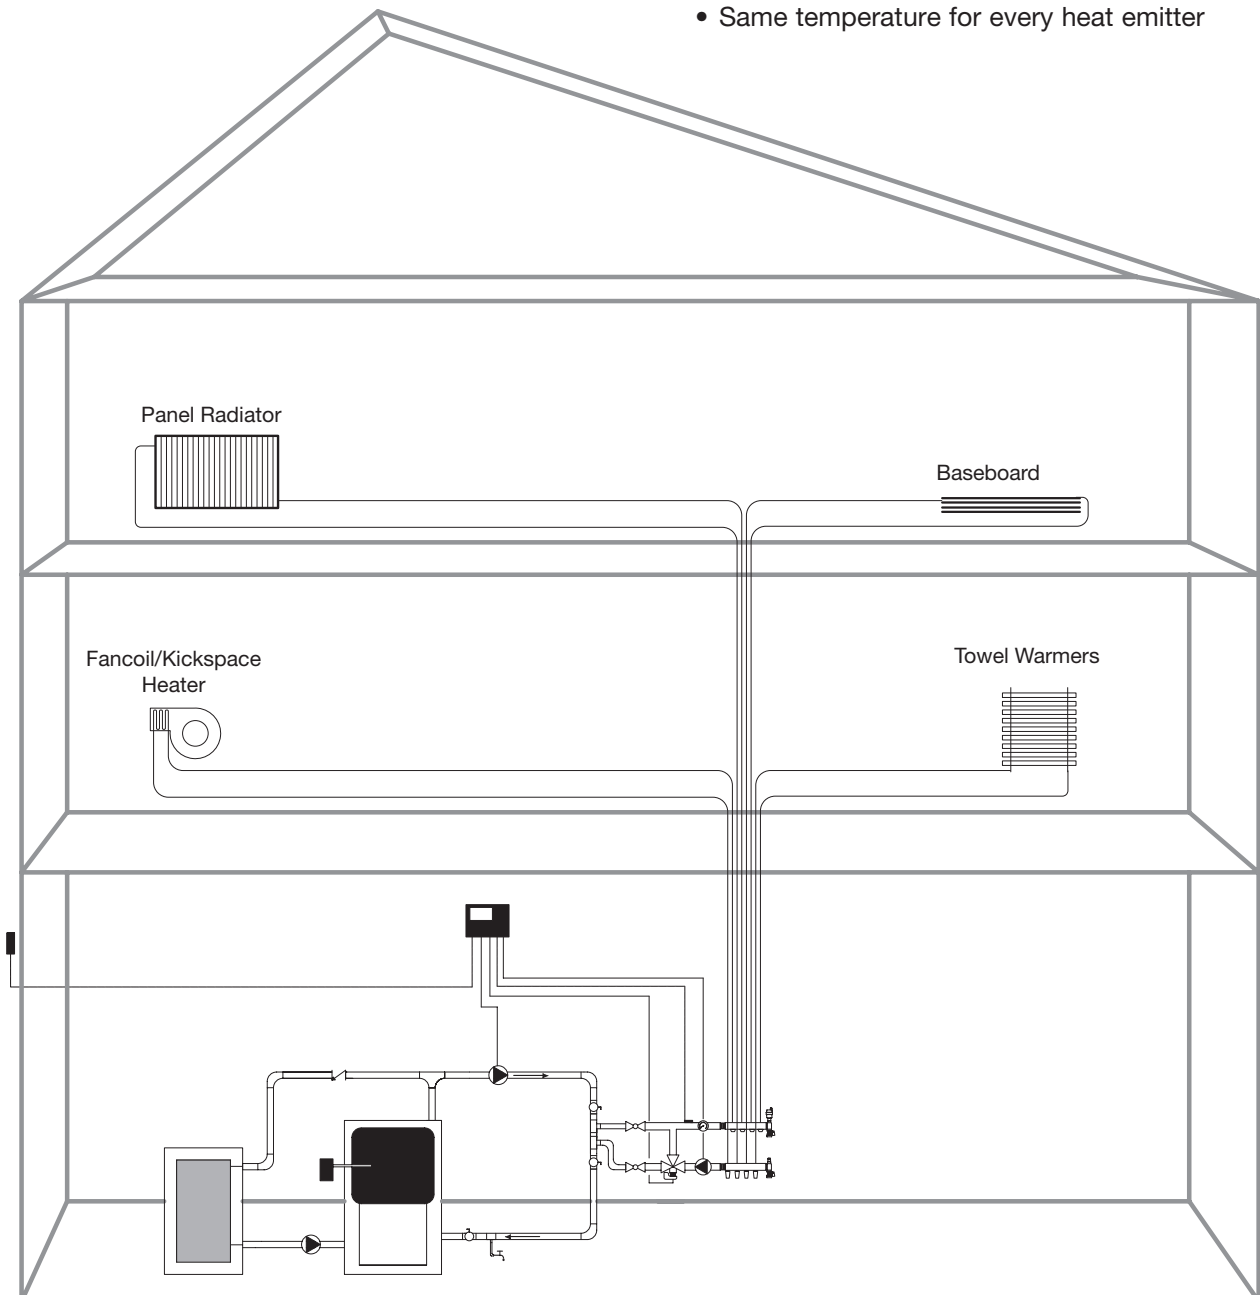 • Same temperature for every heat emitter
Panel Radiator
Baseboard
Fancoil/Kickspace
Heater
Towel Warmers